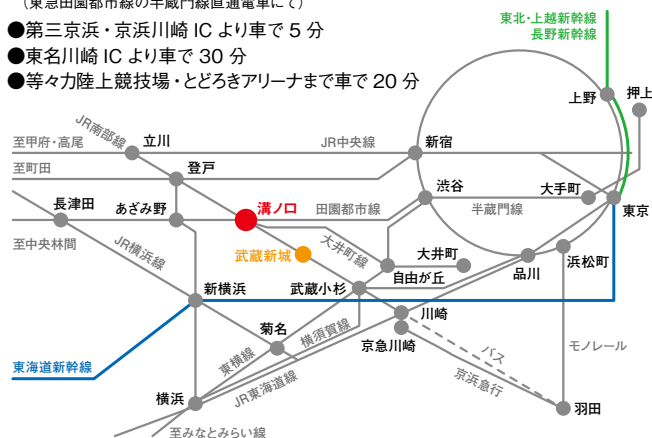 （東急田園都市線の半蔵門線直通電車にて）
●第三京浜・京浜川崎 IC より車で 5 分
●東名川崎 IC より車で 30 分
●等々力陸上競技場・とどろきアリーナまで車で 20 分
東北・上越新幹線
長野新幹線
上野
押上
JR南部線
至甲府・高尾
立川
JR中央線
新宿
至町田
登戸
渋谷
大手町
長津田
あざみ野
溝ノ口
田園都市線
半蔵門線
東京
至中央林間
JR横浜線
武蔵新城
大井町線
大井町
自由が丘
品川
浜松町
新横浜
武蔵小杉
川崎
京急川崎
菊名
横須賀線
東横線
JR東海道線
バス
京浜急行
モノレール
東海道新幹線
横浜
羽田
至みなとみらい線